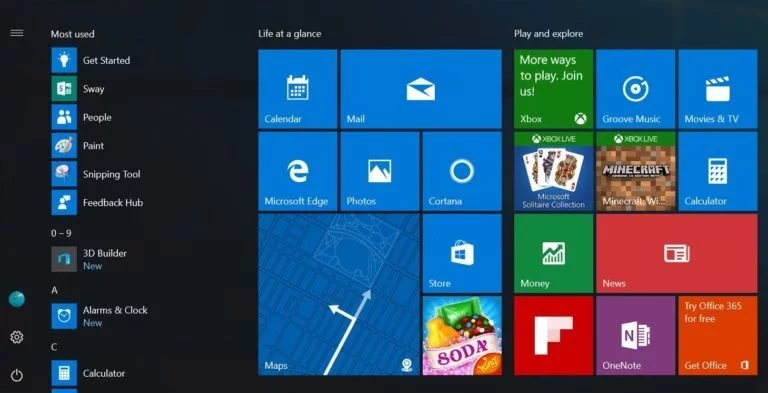 Most used
Get Started
Sway
People
Paint
Snipping Tool
Feedback Hub
0 – 9
3D Builder
New
A
Alarms & Clock
New
C
Calculator
Life at a glance
Calendar
Mail
Microsoft Edge
Photos
Cortana
Maps
Store
SODA
King
Play and explore
More ways
to play. Join
us!
Xbox
Groove Music
Movies & TV
XBOX LIVE
Microsoft
Solitaire Collection
XBOX LIVE
MINECRAFT
Minecraft: Wi...
Calculator
Money
News
N
OneNote
Try Office 365
for free
Get Office